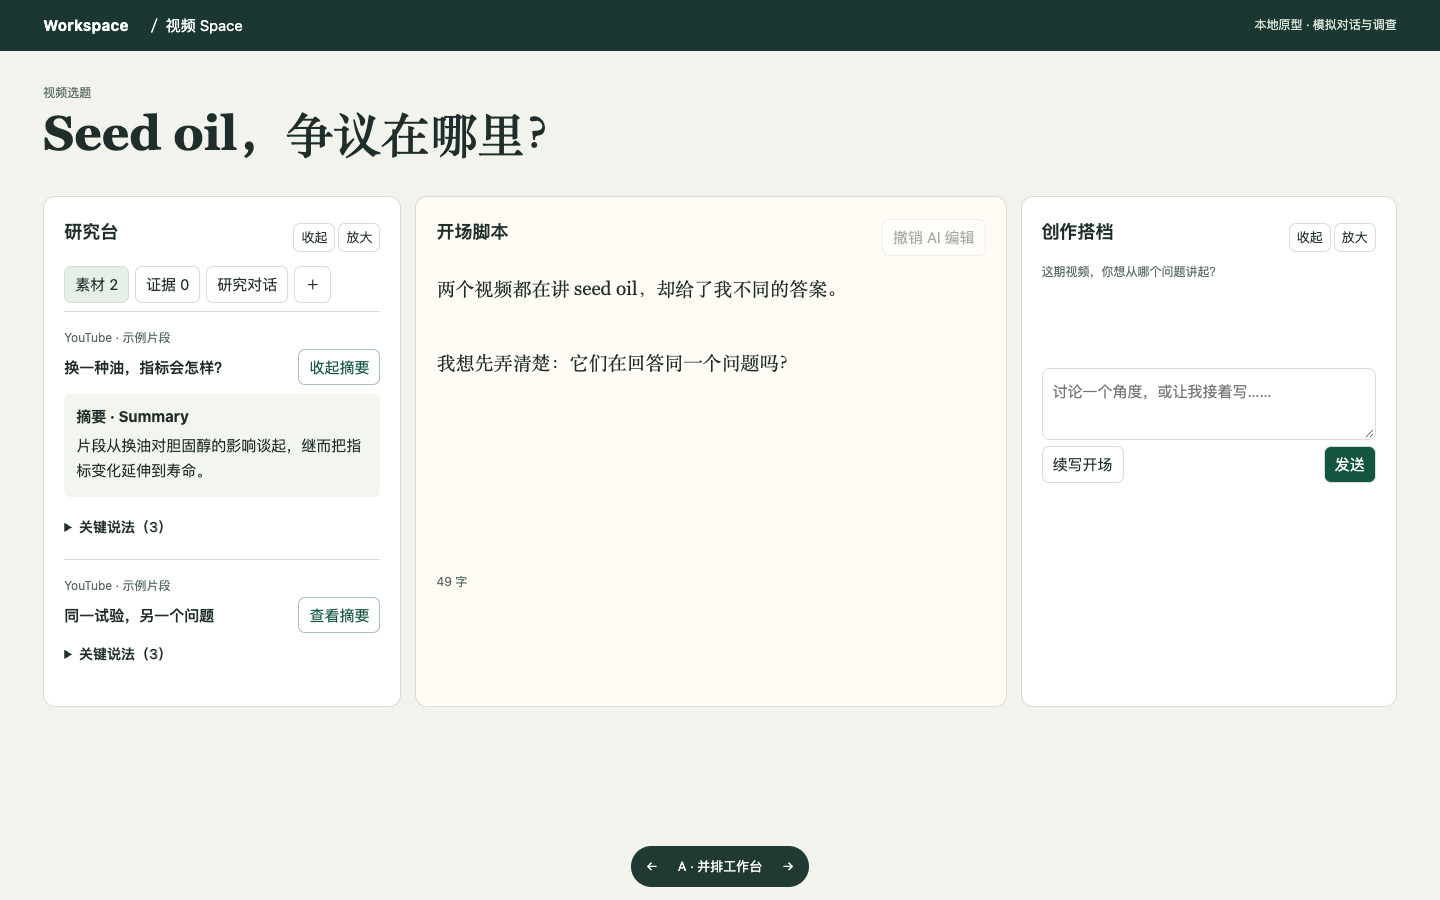 Workspace / 视频 Space
本地原型 · 模拟对话与调查
视频选题
Seed oil，争议在哪里？
研究台
收起 放大
素材 2 证据 0 研究对话 +
YouTube · 示例片段
换一种油，指标会怎样？
收起摘要
摘要 · Summary
片段从换油对胆固醇的影响谈起，继而把指
标变化延伸到寿命。
▶ 关键说法（3）
YouTube · 示例片段
同一试验，另一个问题
查看摘要
▶ 关键说法（3）
开场脚本
撤销 AI 编辑
两个视频都在讲 seed oil，却给了我不同的答案。
我想先弄清楚：它们在回答同一个问题吗？
49 字
创作搭档
收起 放大
这期视频，你想从哪个问题讲起？
讨论一个角度，或让我接着写……
续写开场
发送
← A · 并排工作台 →